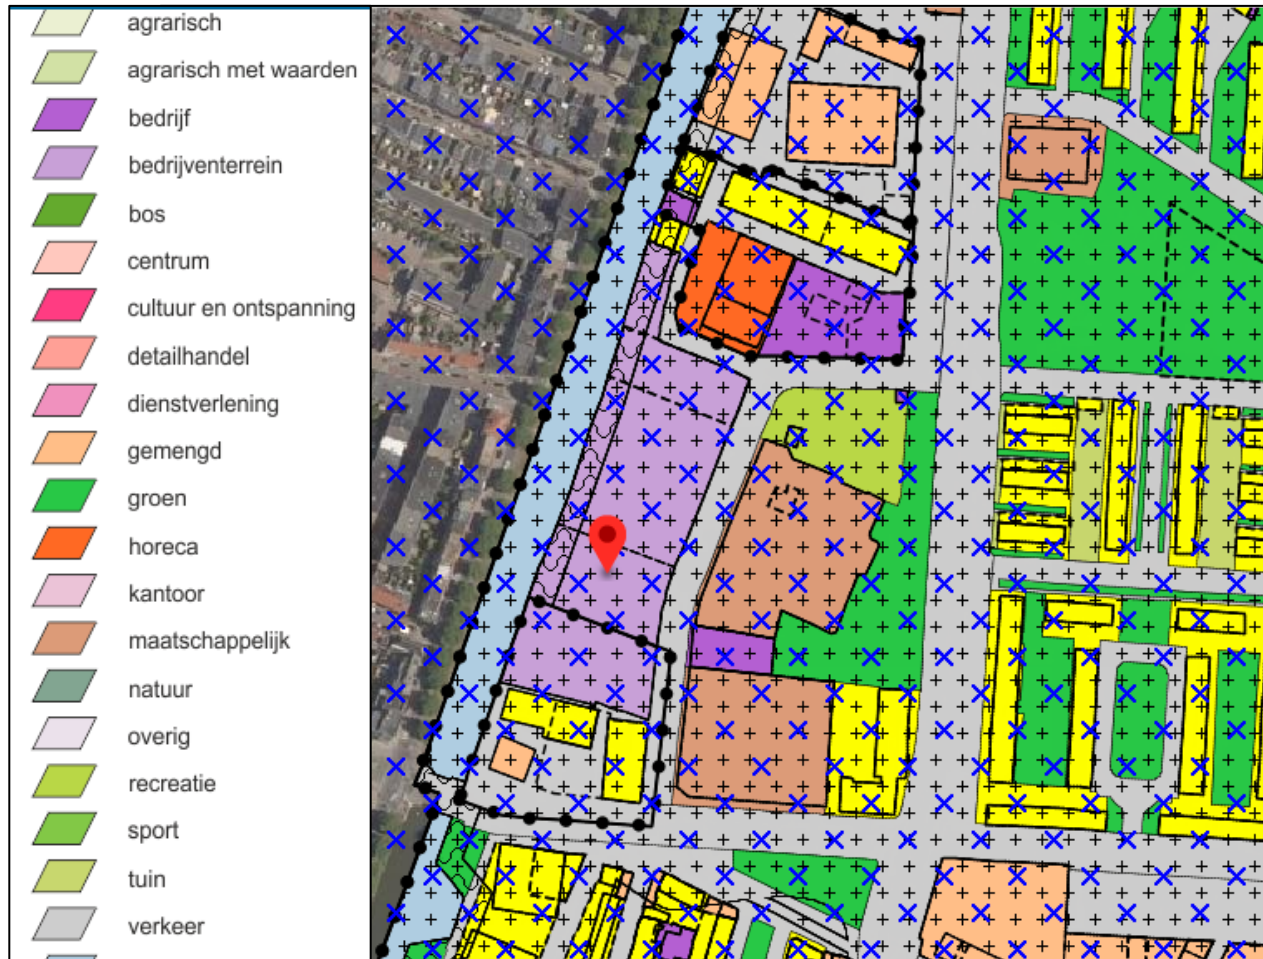 agrarisch
agrarisch met waarden
bedrijf
bedrijventerrein
bos
centrum
cultuur en ontspanning
detailhandel
dienstverlening
gemengd
groen
horeca
kantoor
maatschappelijk
natuur
overig
recreatie
sport
tuin
verkeer